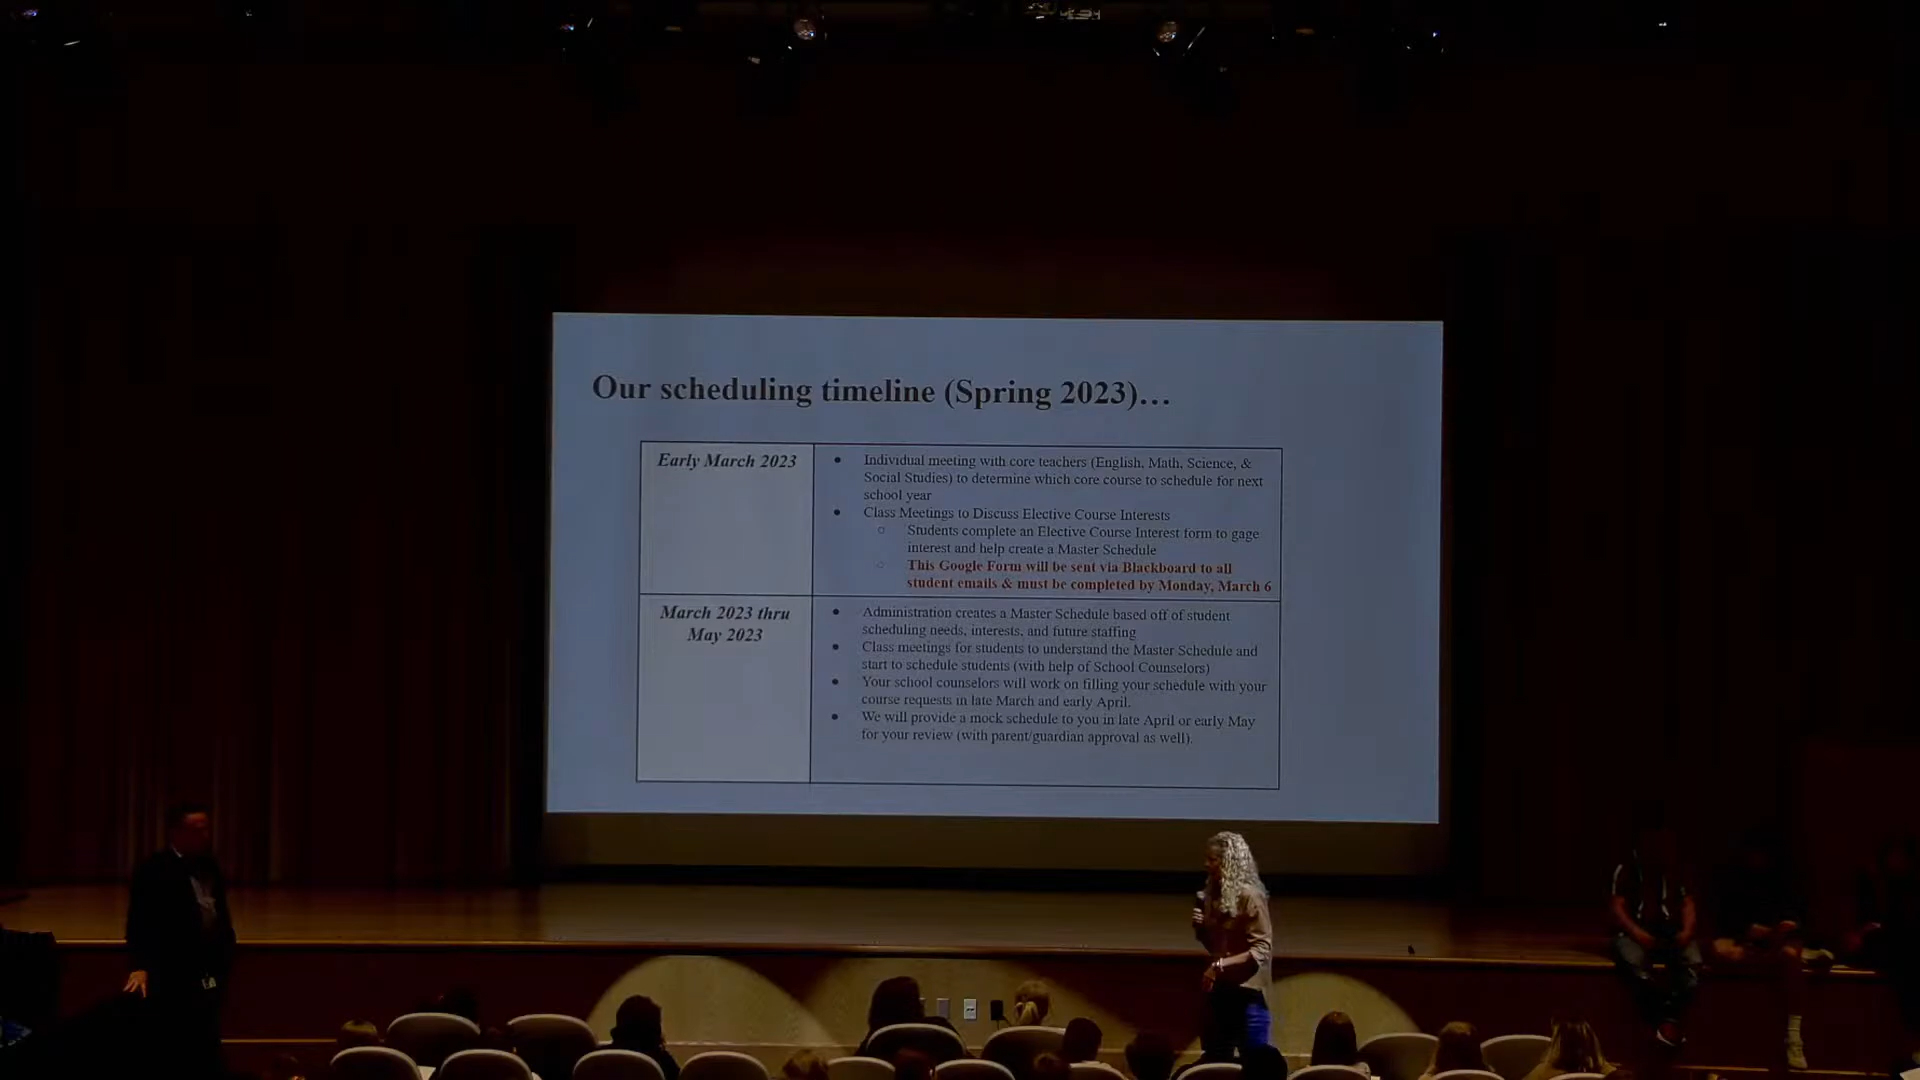 Our scheduling timeline (Spring 2023)…
Early March 2023
● Individual meeting with core teachers (English, Math, Science, &
Social Studies) to determine which core course to schedule for next
school year
● Class Meetings to Discuss Elective Course Interests
○ Students complete an Elective Course Interest form to gage
interest and help create a Master Schedule
○ This Google Form will be sent via Blackboard to all
student emails & must be completed by Monday, March 6
March 2023 thru
May 2023
● Administration creates a Master Schedule based off of student
scheduling needs, interests, and future staffing
● Class meetings for students to understand the Master Schedule and
start to schedule students (with help of School Counselors)
● Your school counselors will work on filling your schedule with your
course requests in late March and early April.
● We will provide a mock schedule to you in late April or early May
for your review (with parent/guardian approval as well).